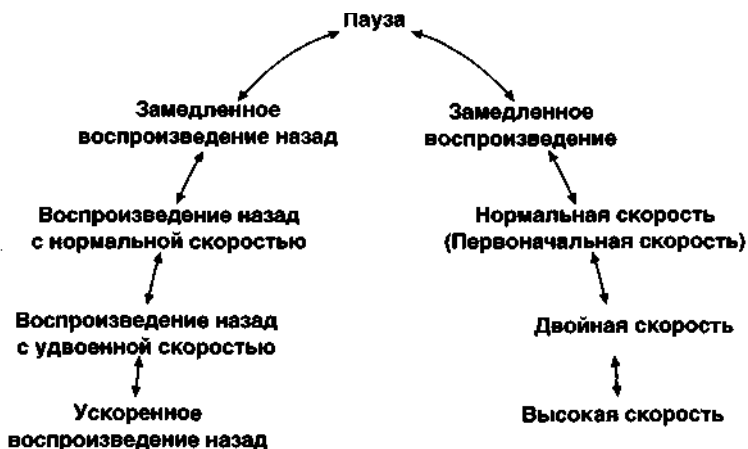 Пауза
Замедленное
воспроизведение назад
Замедленное
воспроизведение
Воспроизведение назад
с нормальной скоростью
Нормальная скорость
(Первоначальная скорость)
Воспроизведение назад
с удвоенной скоростью
Двойная скорость
Ускоренное
воспроизведение назад
Высокая скорость